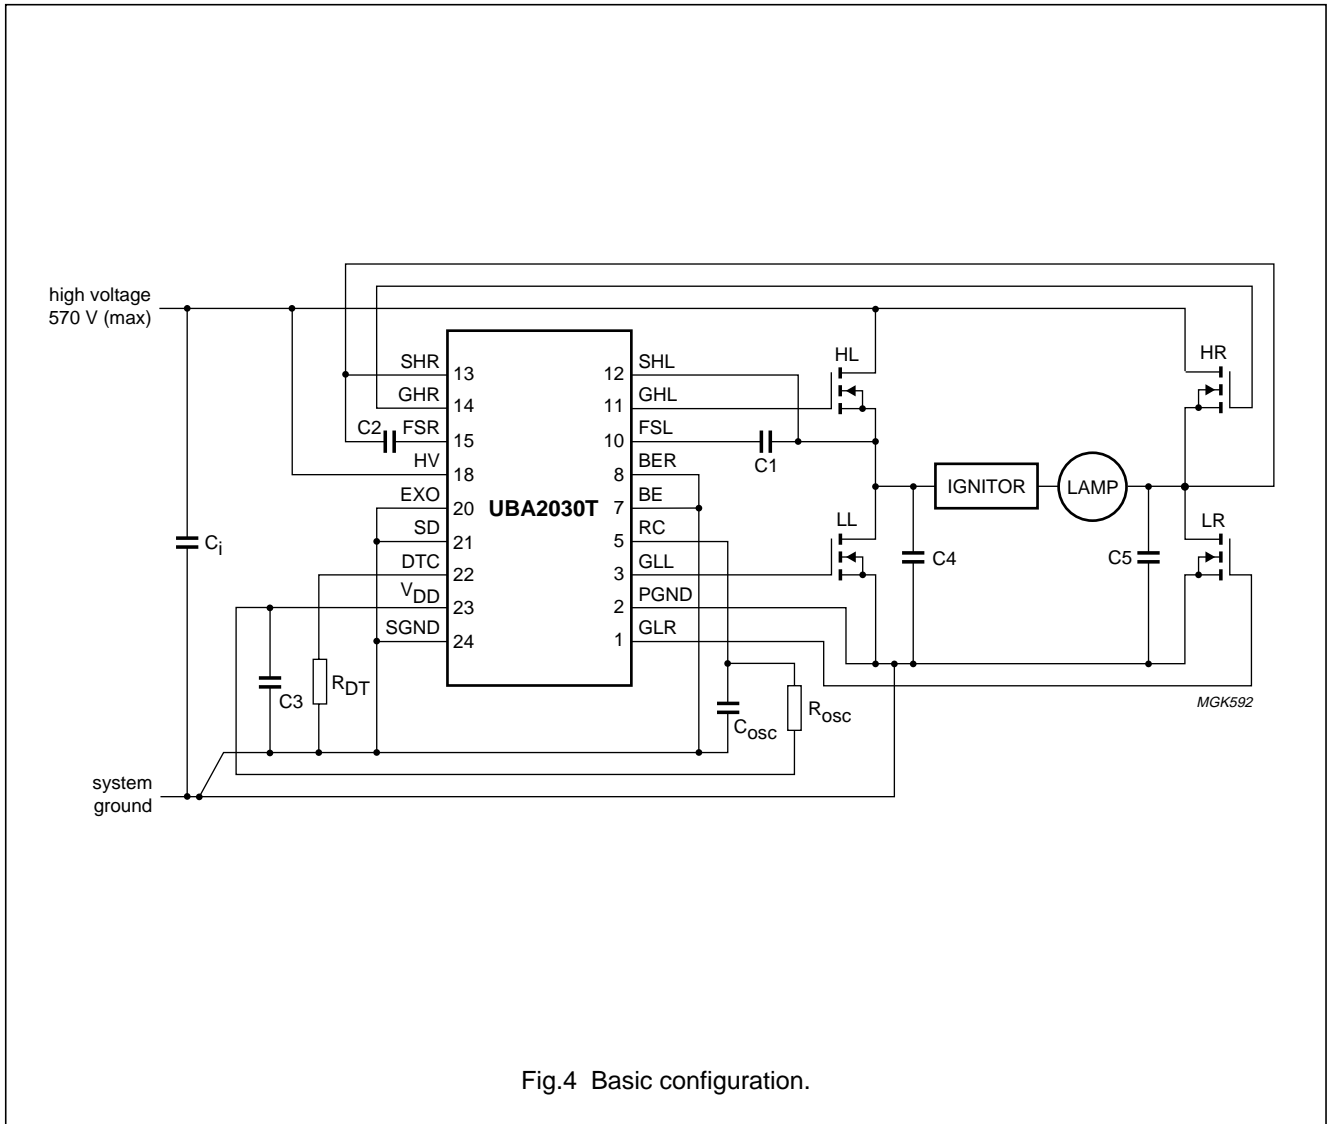 high voltage
570 V (max)
SHR
13
GHR
14
C2
FSR
15
HV
18
EXO
20
SD
21
DTC
22
VDD
23
SGND
24
UBA2030T
12
SHL
11
GHL
10
FSL
8
BER
7
BE
5
RC
3
GLL
2
PGND
1
GLR
Ci
C3
RDT
C1
HL
LL
HR
LR
IGNITOR
LAMP
C4
C5
Cosc
Rosc
MGK592
system
ground
Fig.4 Basic configuration.